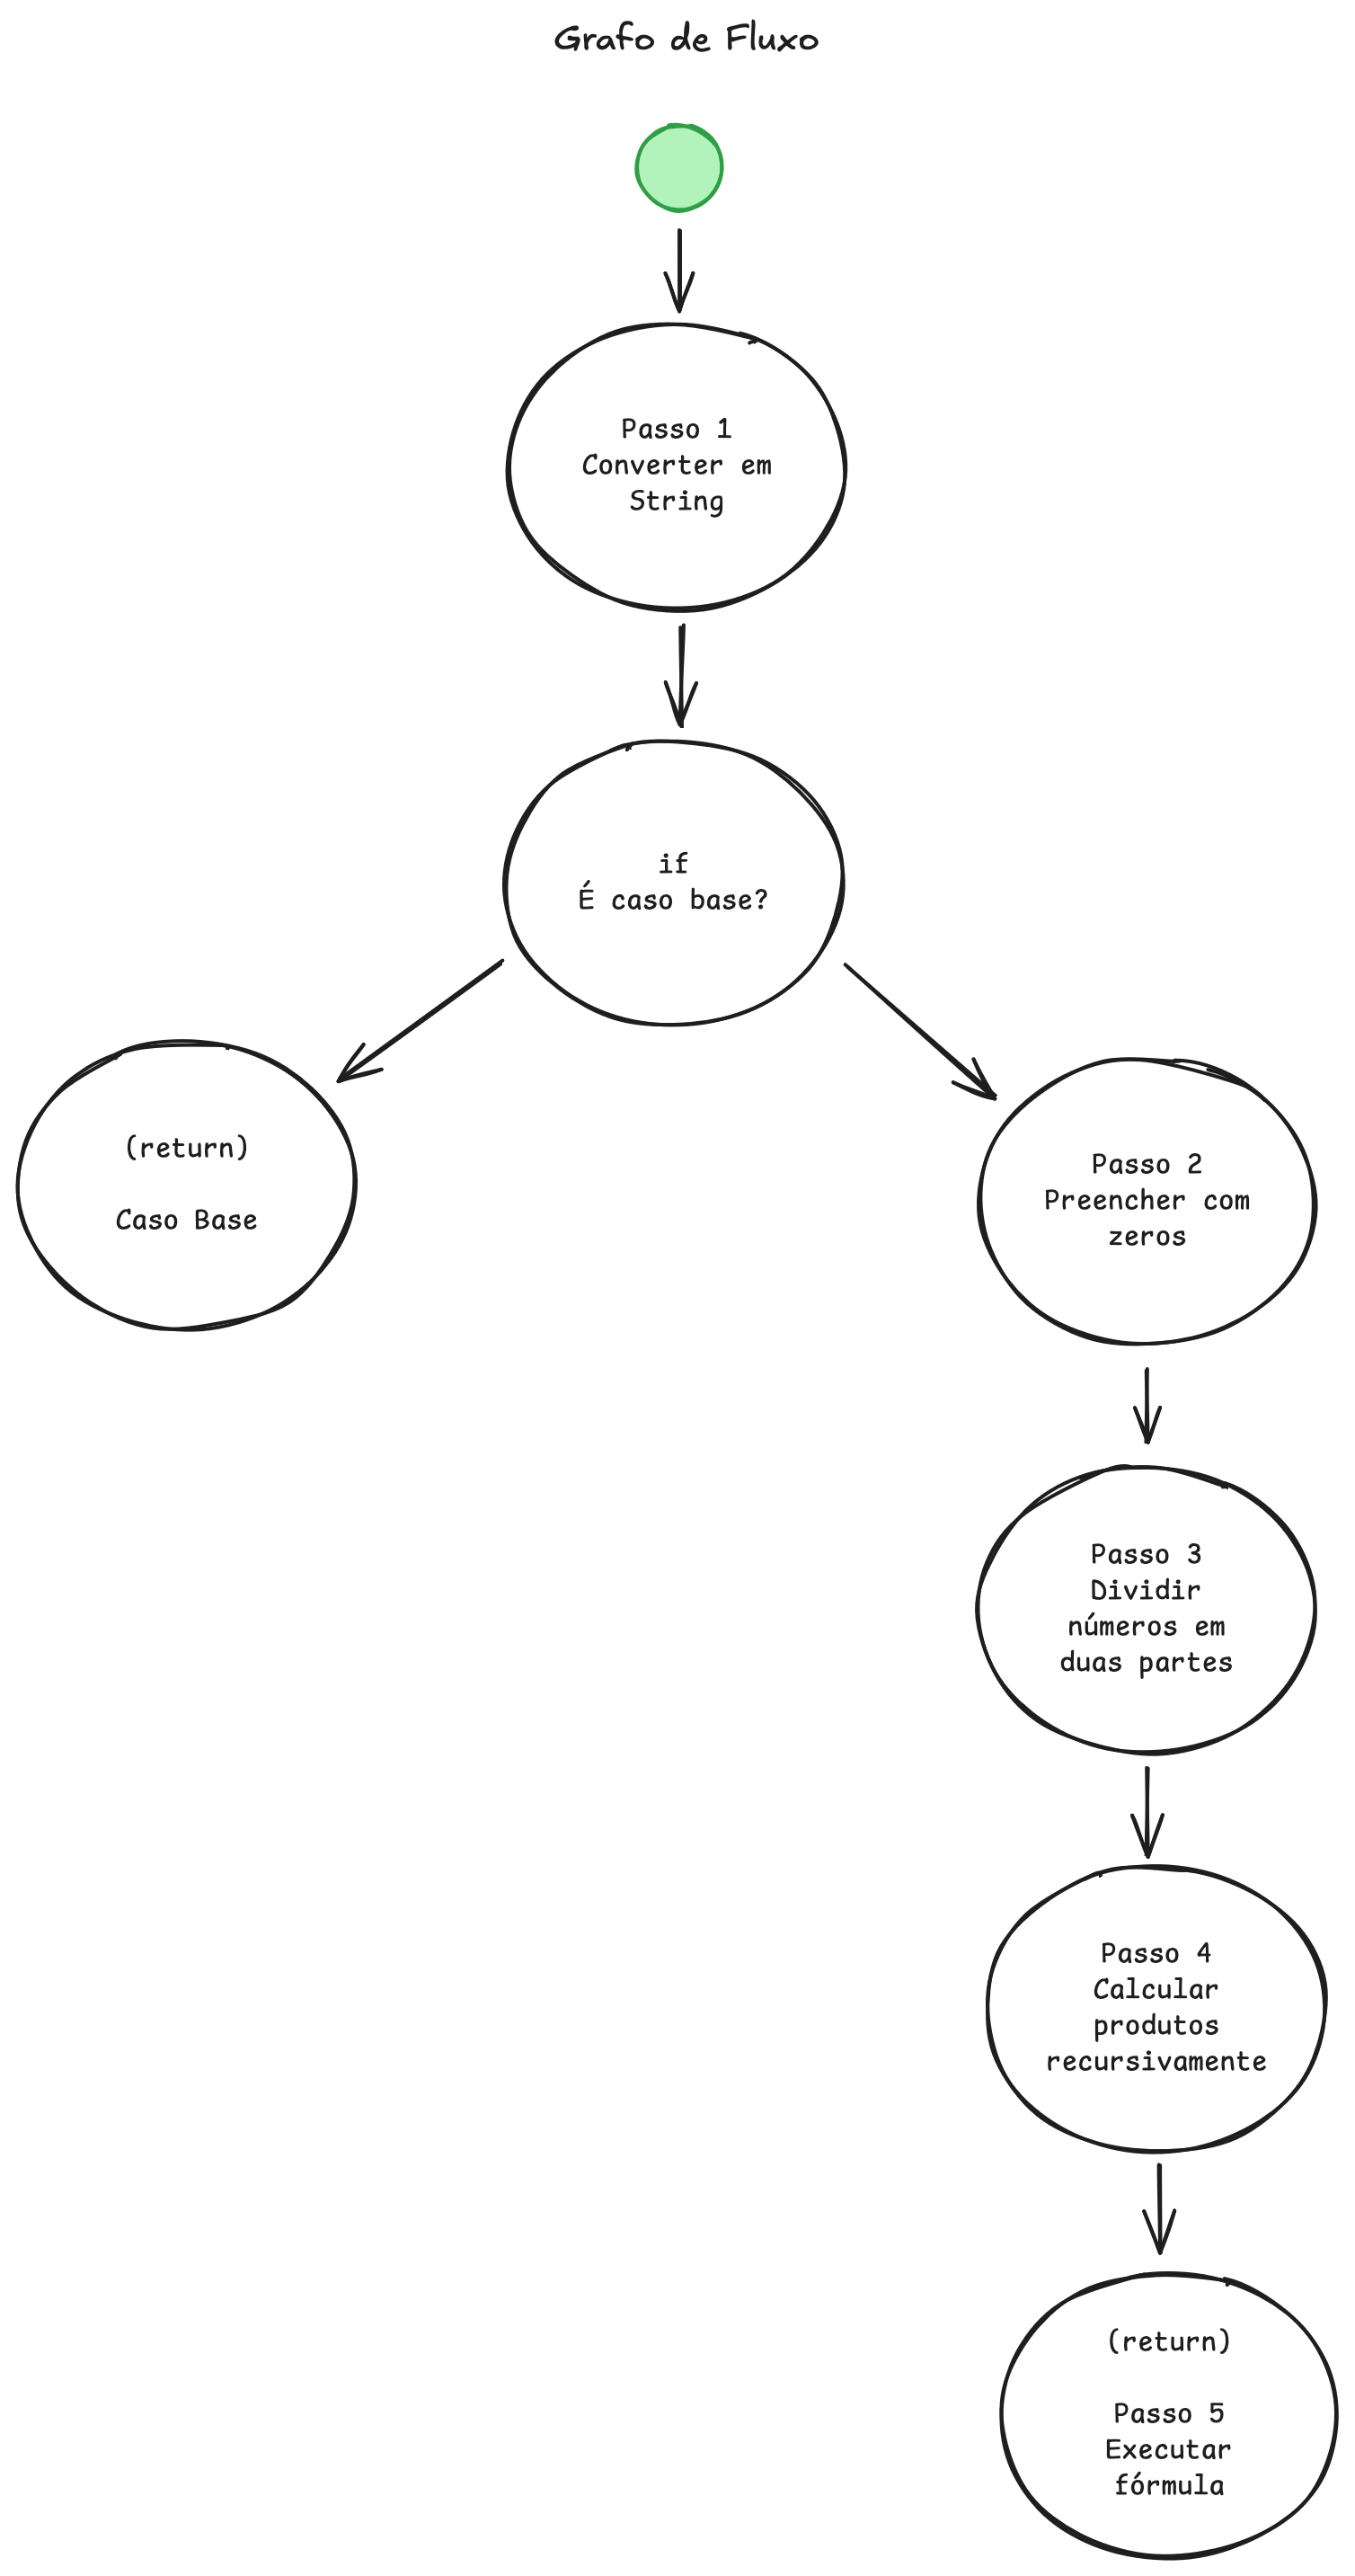 Grafo de Fluxo
Passo 1
Converter em
String
if
É caso base?
(return)
Caso Base
Passo 2
Preencher com
zeros
Passo 3
Dividir
números em
duas partes
Passo 4
Calcular
produtos
recursivamente
(return)
Passo 5
Executar
fórmula